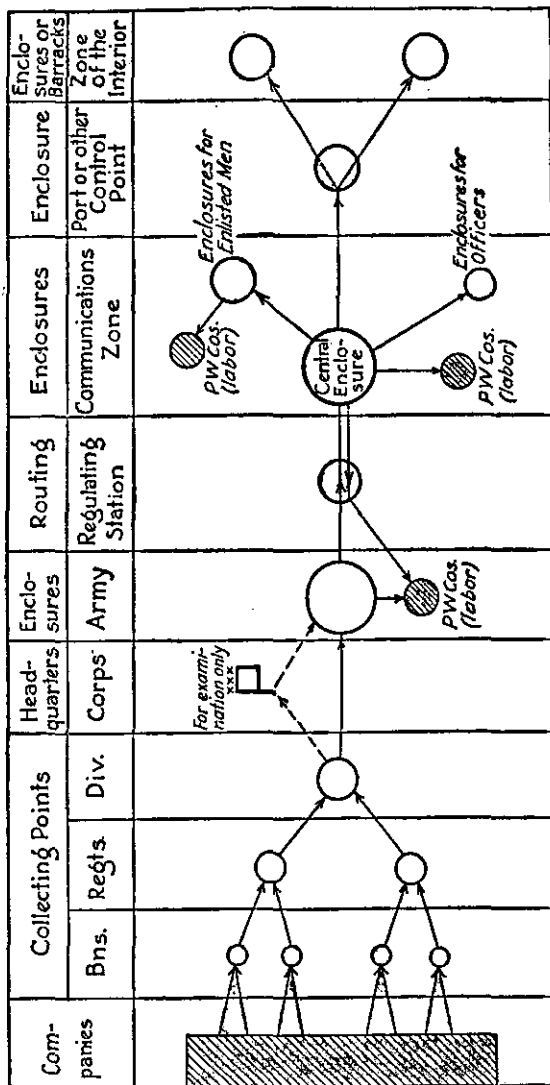 Enclo-
sures or
Barracks
Zone
of the
Interior
Enclosure
Port or other
Control
Point
Enclosures for
Enlisted Men
Enclosures
Communications
Zone
PW Cos.
(labor)
Central
Enclo-
sure
Enclosures for
Officers
PW Cos.
(labor)
Routing
Regulating
Station
Enclo-
sures
Army
PW Cos.
(labor)
Head-
quarters
Corps
For exami-
nation only
xxx
Collecting Points
Div.
Regts.
Bns.
Com-
panies